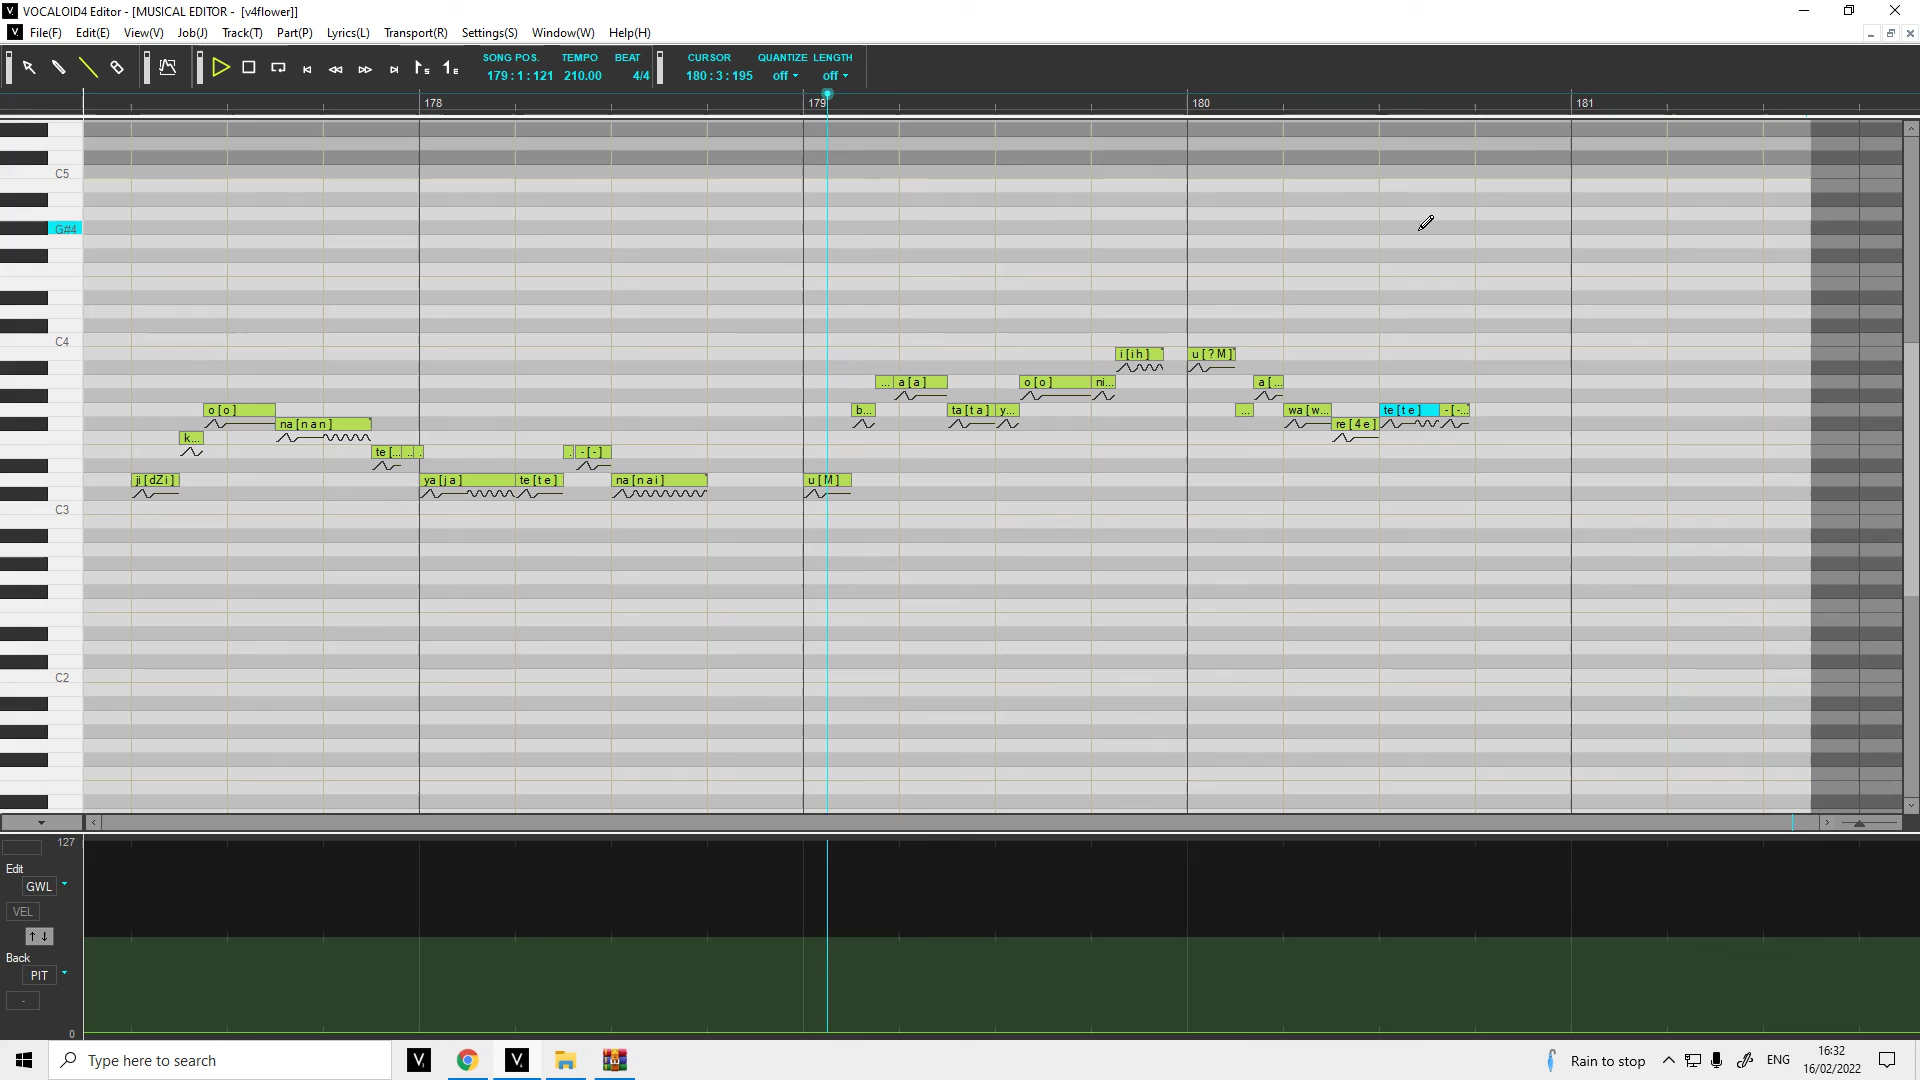 VOCALOID4 Editor - [MUSICAL EDITOR -  [v4flower]]
File(F) Edit(E) View(V) Job(J) Track(T) Part(P) Lyrics(L) Transport(R) Settings(S) Window(W) Help(H)
SONG POS. TEMPO BEAT CURSOR QUANTIZE LENGTH
179 : 1 : 121 210.00 4/4 180 : 3 : 195 off off
178 179 180 181
C5
G#4
C4
i [ i h ] u [ ? M ]
... a [ a ] o [ o ] ni... a [ ...
o [ o ] b... ta [ t a ] y... ... wa [ w... te [ t e ] - [ -...
na [ n a n ] re [ 4 e ]
k...
te [... .. . . - [ - ]
ji [ dZ i ] ya [ j a ] te [ t e ] na [ n a i ] u [ M ]
C3
C2
127
Edit
GWL
VEL
Back
PIT
-
0
Type here to search
Rain to stop
ENG
16:32
16/02/2022